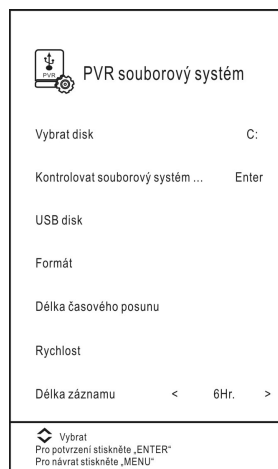 PVR
PVR souborový systém
Vybrat disk C:
Kontrolovat souborový systém ... Enter
USB disk
Formát
Délka časového posunu
Rychlost
Délka záznamu < 6Hr. >
Vybrat
Pro potvrzení stiskněte „ENTER“
Pro návrat stiskněte „MENU“